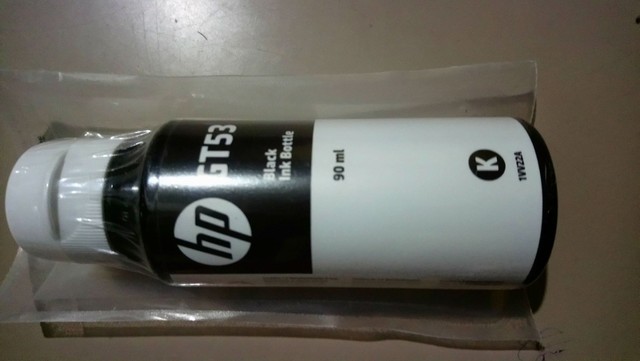 hp
GT53
Black
Ink Bottle
90 ml
K
1VV22A